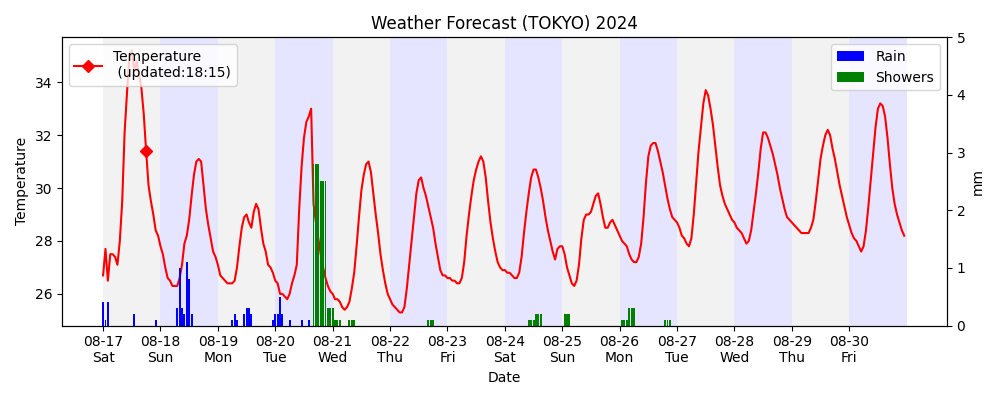 Weather Forecast (TOKYO) 2024
Temperature
(updated:18:15)
Rain
Showers
Temperature
34
32
30
28
26
5
4
3
2
1
0
mm
08-17 08-18 08-19 08-20 08-21 08-22 08-23 08-24 08-25 08-26 08-27 08-28 08-29 08-30
Sat Sun Mon Tue Wed Thu Fri Sat Sun Mon Tue Wed Thu Fri
Date